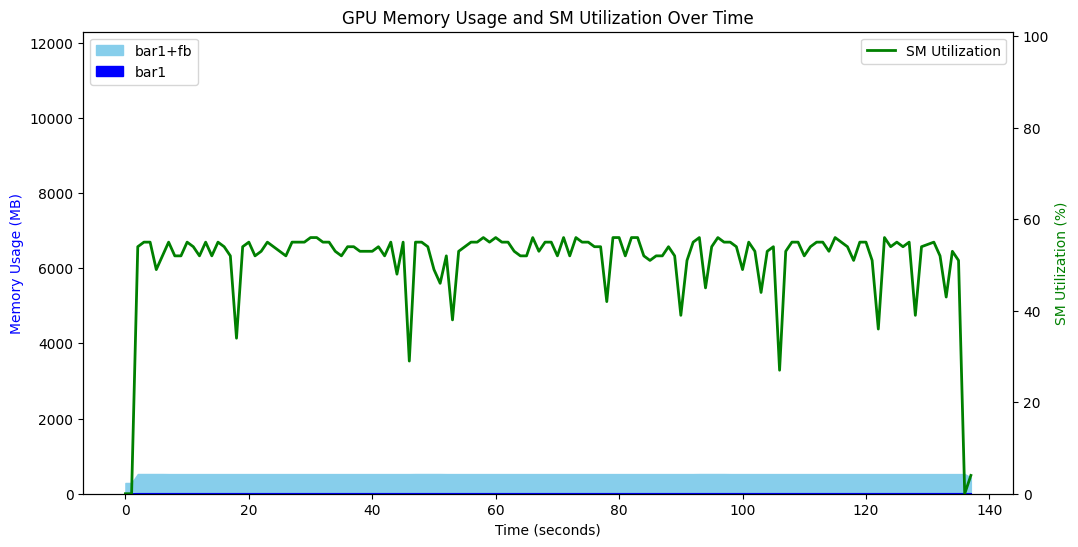 GPU Memory Usage and SM Utilization Over Time
bar1+fb
bar1
SM Utilization
12000
10000
8000
6000
4000
2000
0
Memory Usage (MB)
100
80
60
40
20
0
SM Utilization (%)
0 20 40 60 80 100 120 140
Time (seconds)